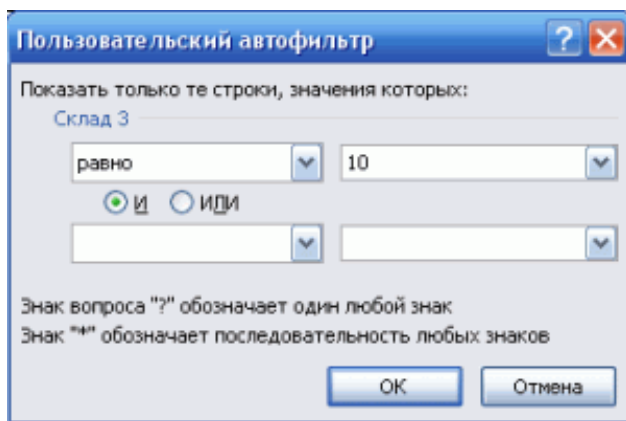 Пользовательский автофильтр
Показать только те строки, значения которых:
Склад 3
равно 10
И ИЛИ
Знак вопроса "?" обозначает один любой знак
Знак "*" обозначает последовательность любых знаков
ОК Отмена